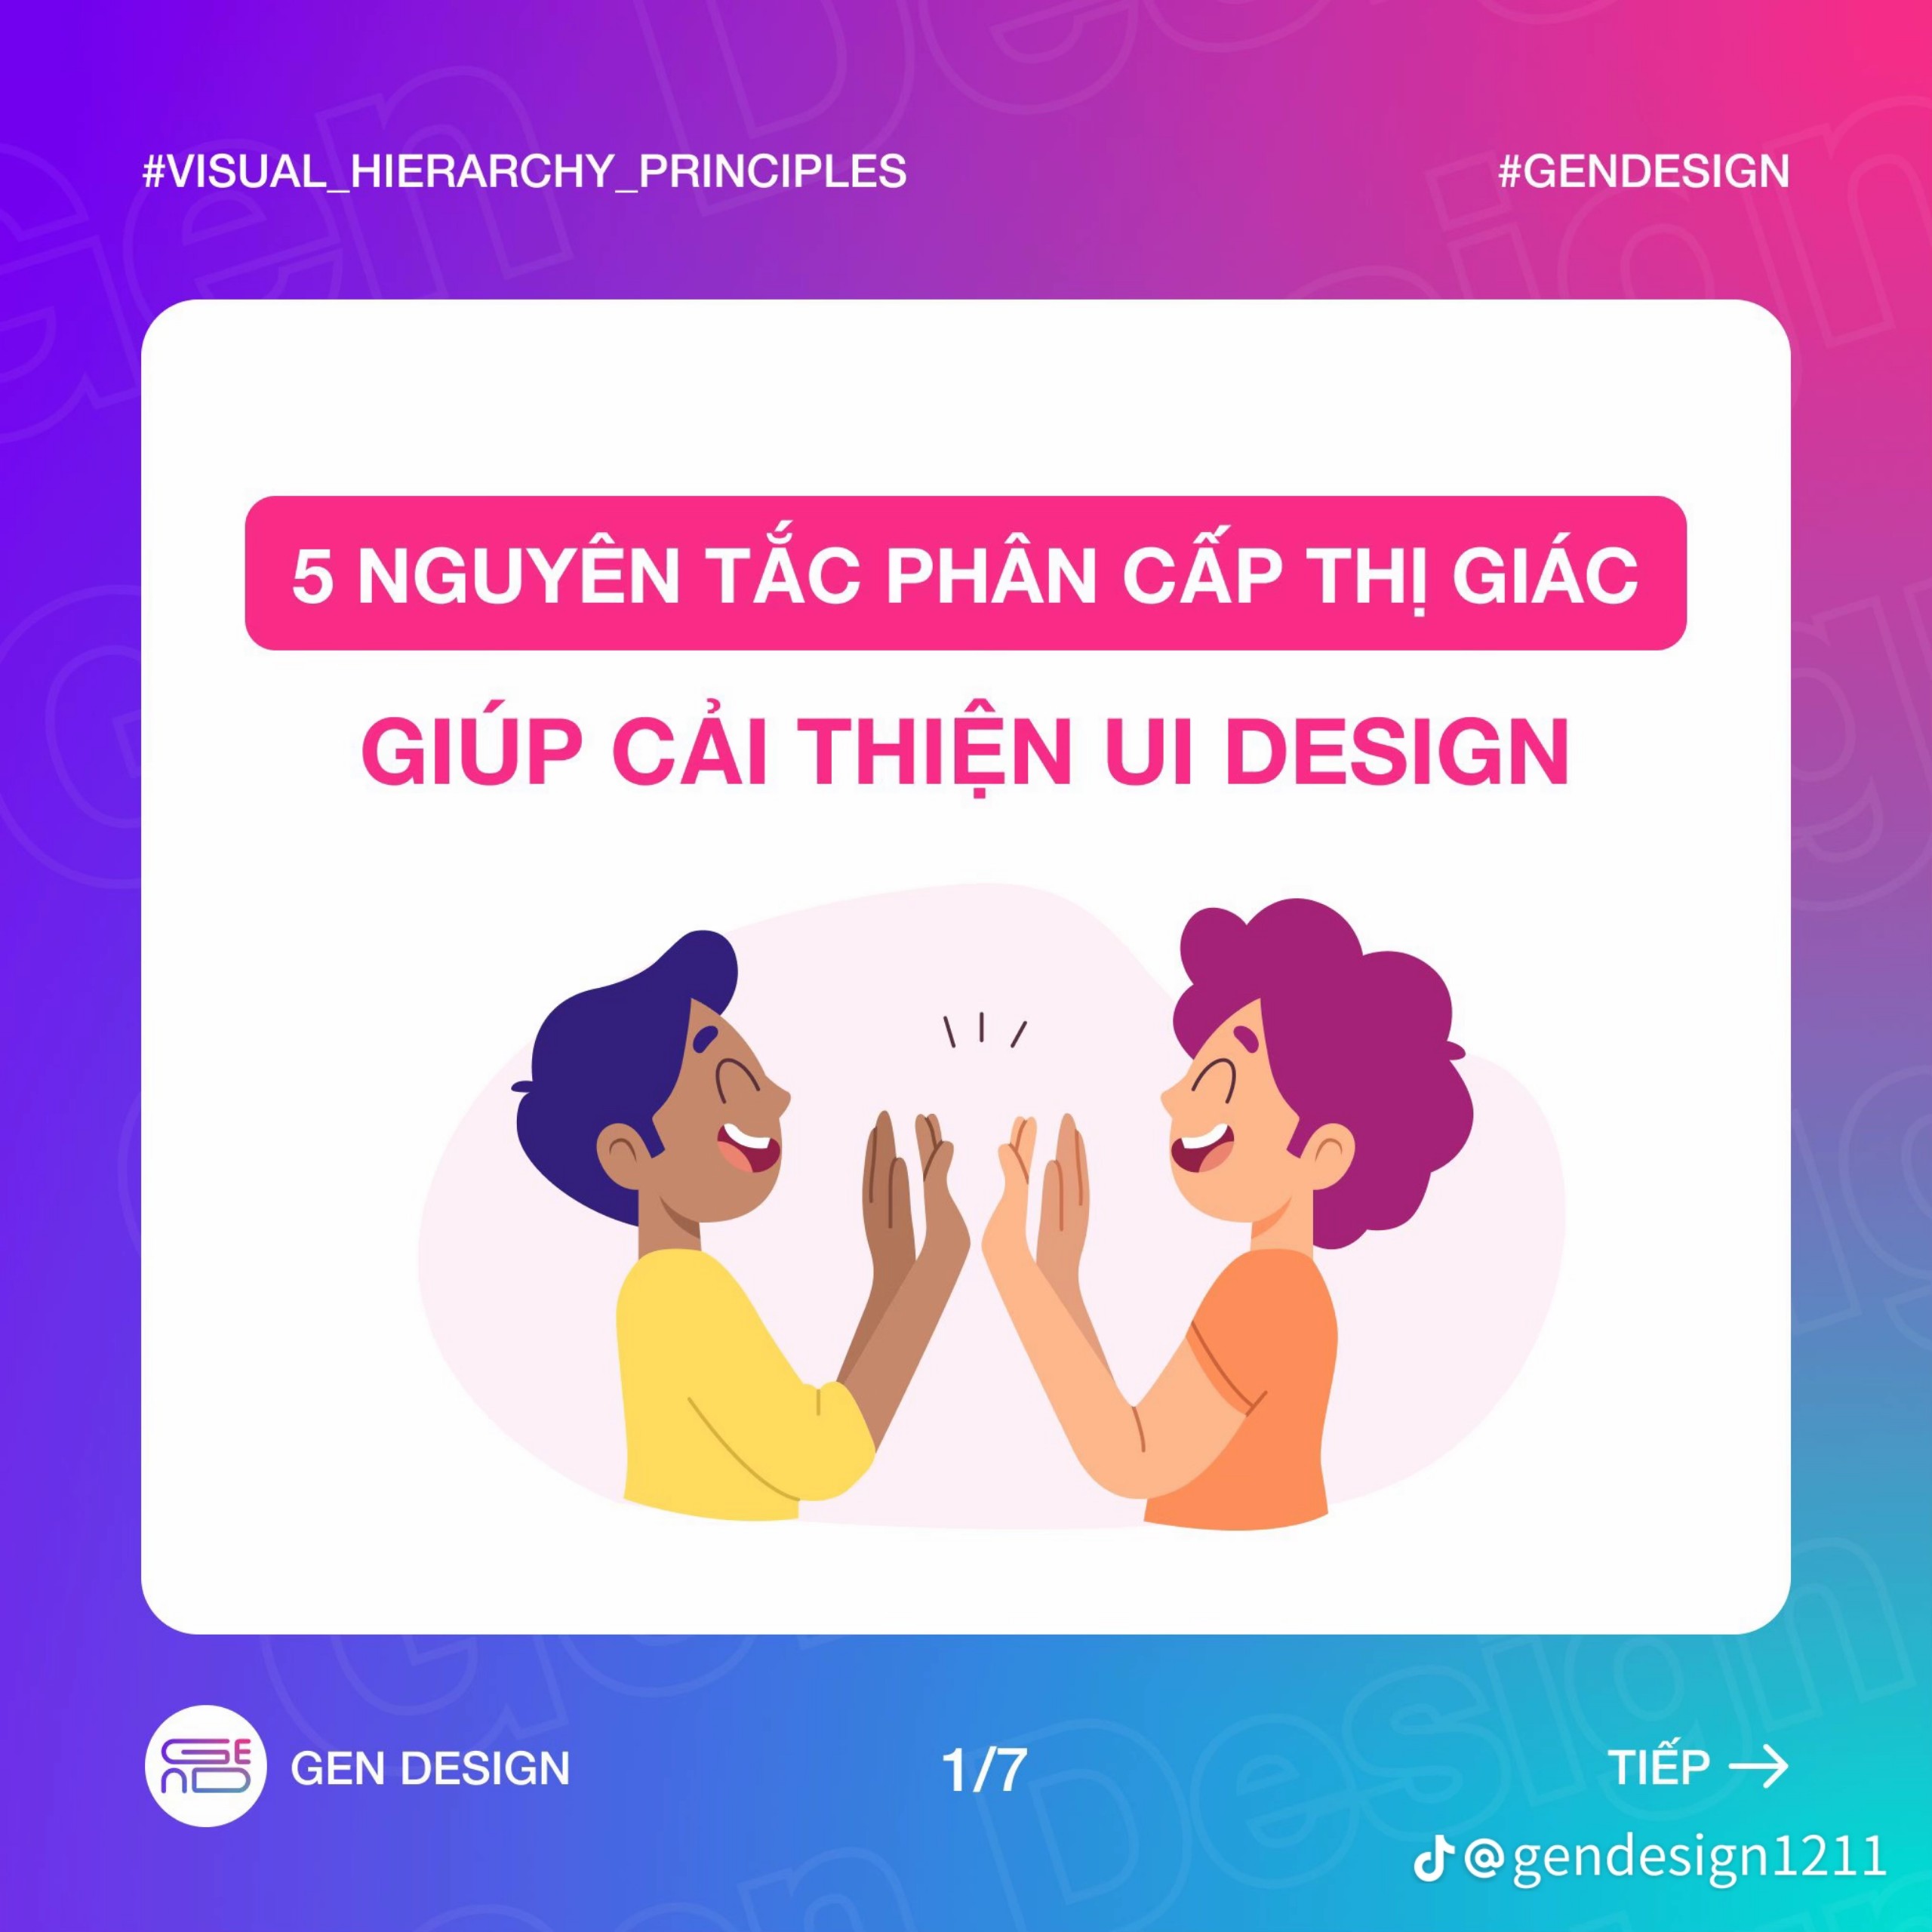 #VISUAL_HIERARCHY_PRINCIPLES
#GENDESIGN
5 NGUYÊN TẮC PHÂN CẤP THỊ GIÁC
GIÚP CẢI THIỆN UI DESIGN
GEND
GEN DESIGN
1/7
TIẾP →
@gendesign1211